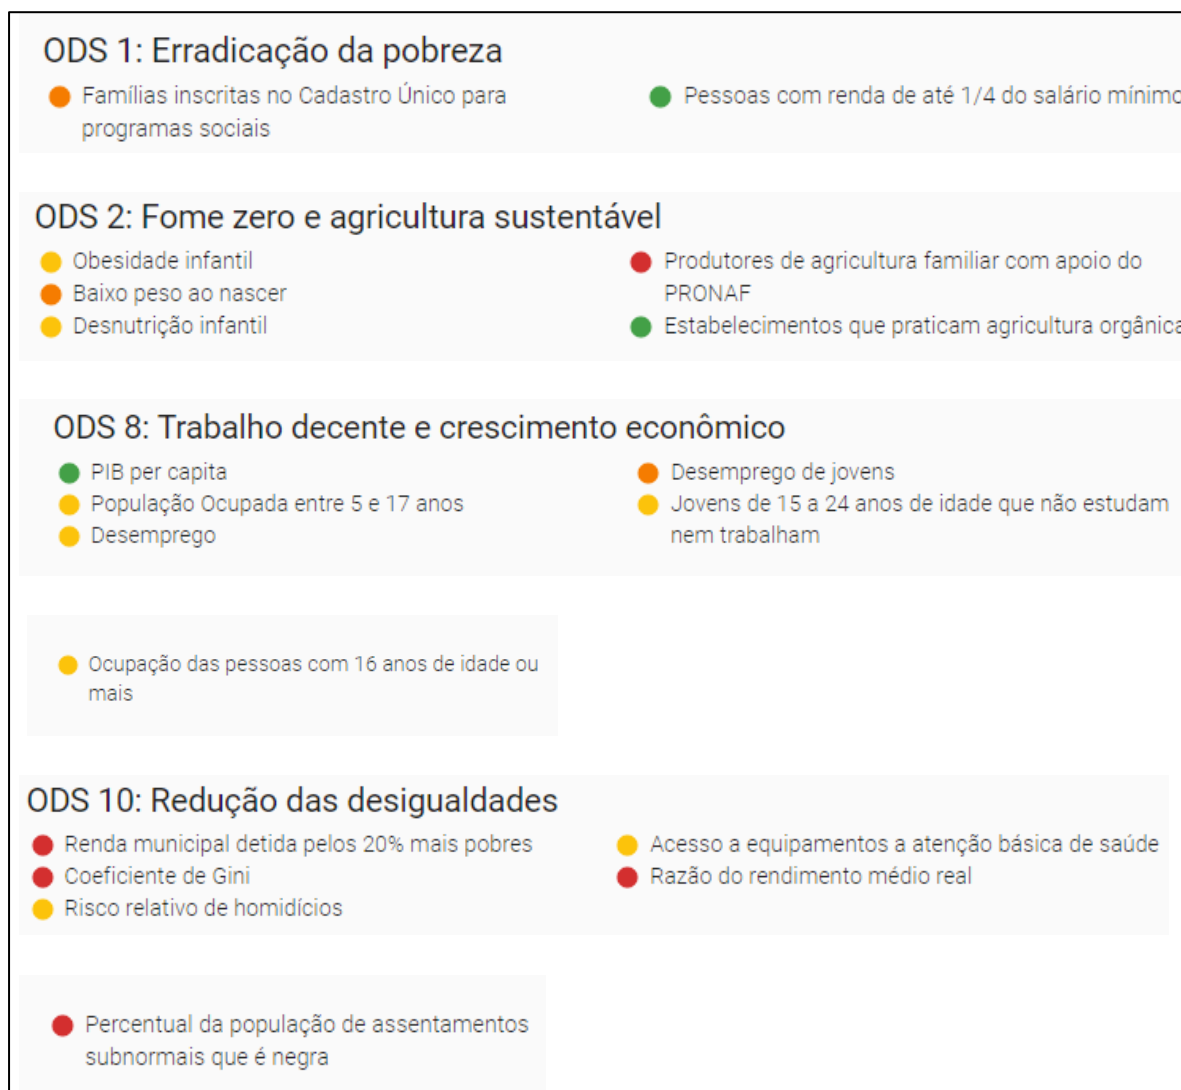 ODS 1: Erradicação da pobreza
Famílias inscritas no Cadastro Único para
programas sociais
Pessoas com renda de até 1/4 do salário mínimo
ODS 2: Fome zero e agricultura sustentável
Obesidade infantil
Baixo peso ao nascer
Desnutrição infantil
Produtores de agricultura familiar com apoio do
PRONAF
Estabelecimentos que praticam agricultura orgânica
ODS 8: Trabalho decente e crescimento econômico
PIB per capita
População Ocupada entre 5 e 17 anos
Desemprego
Desemprego de jovens
Jovens de 15 a 24 anos de idade que não estudam
nem trabalham
Ocupação das pessoas com 16 anos de idade ou
mais
ODS 10: Redução das desigualdades
Renda municipal detida pelos 20% mais pobres
Coeficiente de Gini
Risco relativo de homidícios
Acesso a equipamentos a atenção básica de saúde
Razão do rendimento médio real
Percentual da população de assentamentos
subnormais que é negra